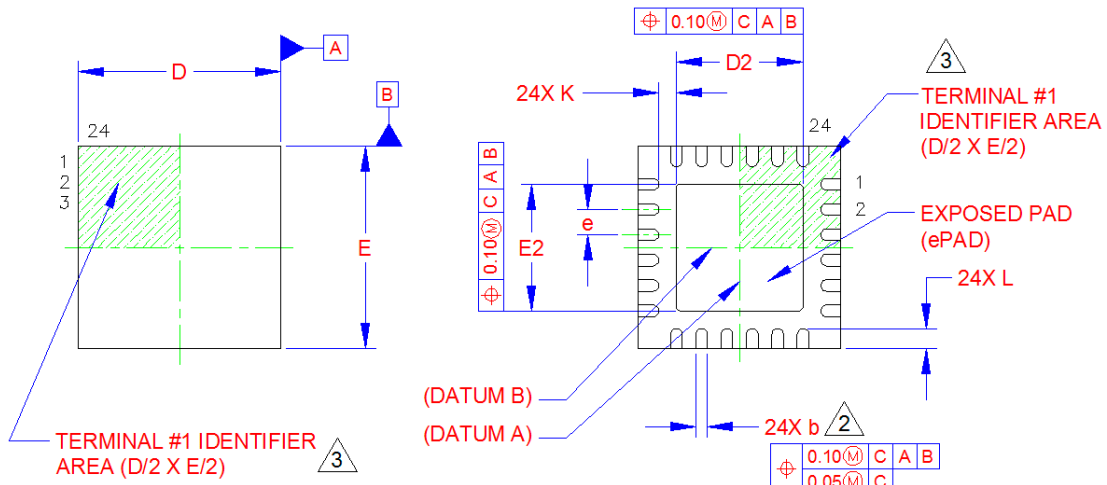 A
D
B
24
1
2
3
E
TERMINAL #1 IDENTIFIER
AREA (D/2 X E/2)
3
0.10 Ⓜ C A B
D2
24X K
3
TERMINAL #1
IDENTIFIER AREA
(D/2 X E/2)
24
0.10 Ⓜ C A B
E2
e
1
2
EXPOSED PAD
(ePAD)
24X L
(DATUM B)
(DATUM A)
24X b
2
0.10 Ⓜ C A B
0.05 Ⓜ C